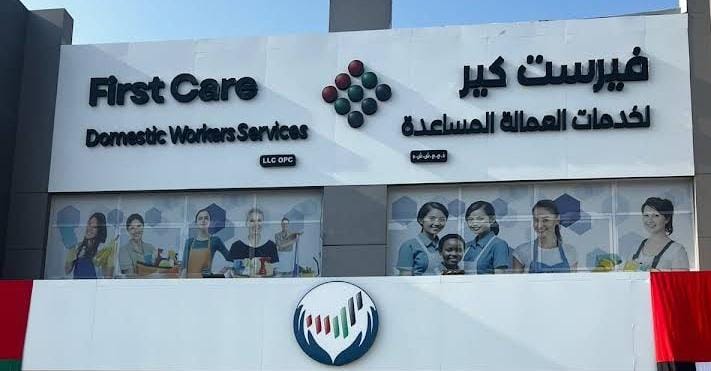 First Care
Domestic Workers Services
LLC OPC
فيرست كير
لخدمات العمالة المساعدة
ذ.م.م.ش.ش.و